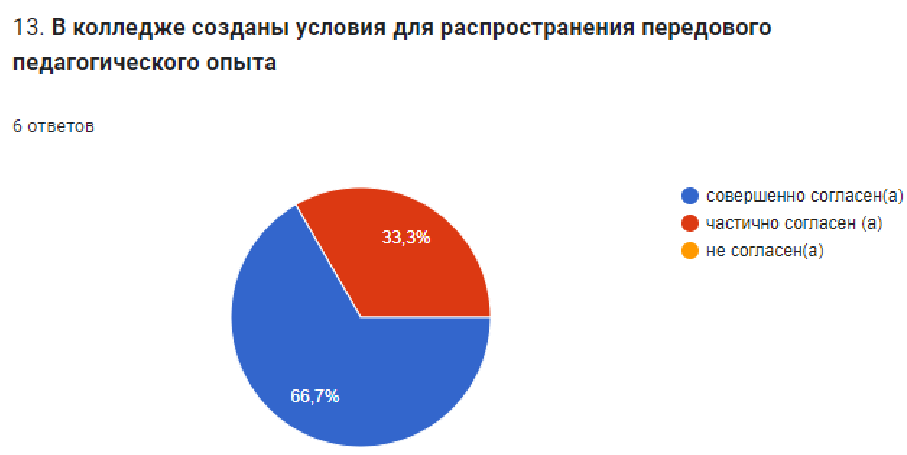 13. В колледже созданы условия для распространения передового
педагогического опыта
6 ответов
33,3%
66,7%
совершенно согласен(а)
частично согласен (а)
не согласен(а)